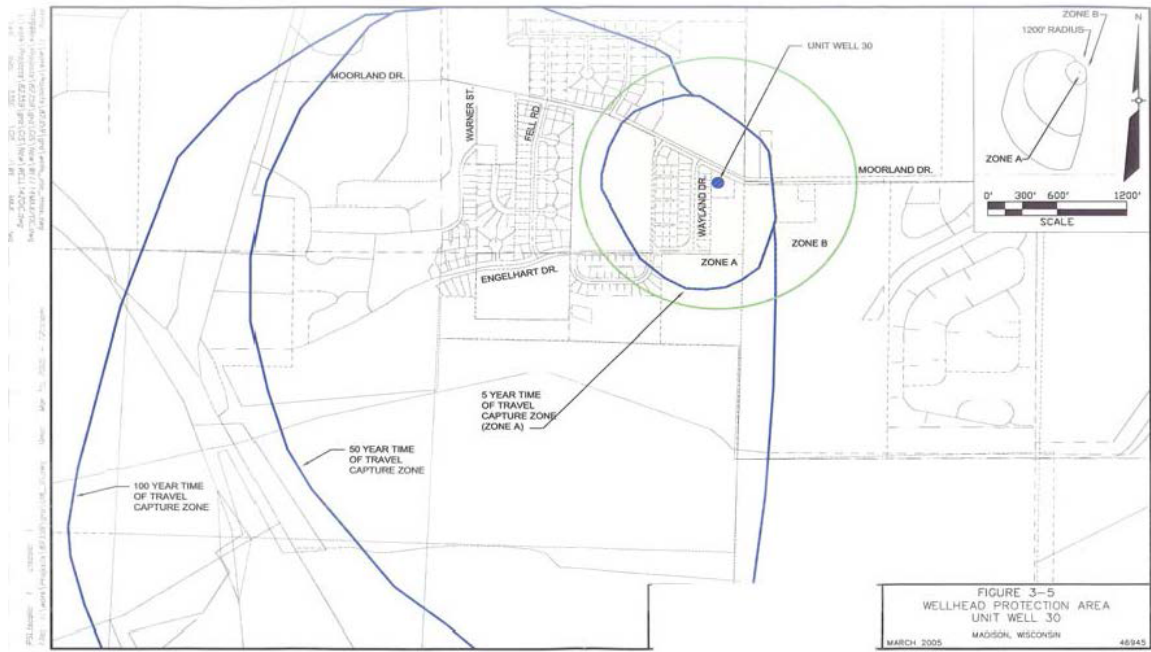 ZONE B
1200' RADIUS
N
ZONE A
0' 300' 600' 1200'
SCALE
UNIT WELL 30
MOORLAND DR.
WARNER ST.
FELL RD.
WAYLAND DR.
MOORLAND DR.
ZONE B
ZONE A
ENGELHART DR.
5 YEAR TIME
OF TRAVEL
CAPTURE ZONE
(ZONE A)
50 YEAR TIME
OF TRAVEL
CAPTURE ZONE
100 YEAR TIME
OF TRAVEL
CAPTURE ZONE
FIGURE 3-5
WELLHEAD PROTECTION AREA
UNIT WELL 30
MADISON, WISCONSIN
MARCH 2005 46945